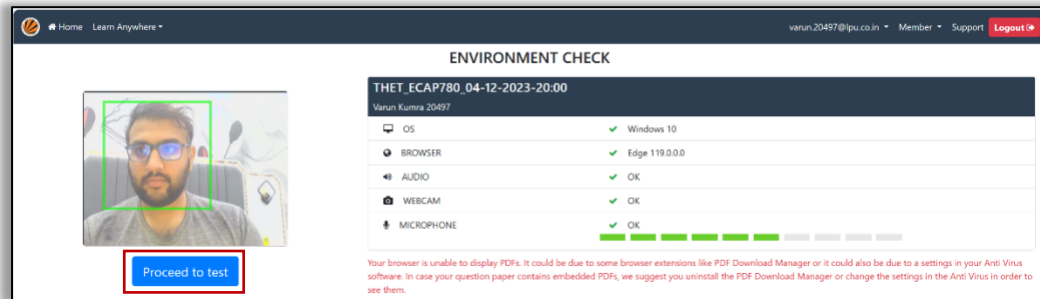 Home Learn Anywhere varun.20497@lpu.co.in Member Support Logout
ENVIRONMENT CHECK
THET_ECAP780_04-12-2023-20:00
Varun Kumra 20497
OS Windows 10
BROWSER Edge 119.0.0.0
AUDIO OK
WEBCAM OK
MICROPHONE OK
Proceed to test
Your browser is unable to display PDFs. It could be due to some browser extensions like PDF Download Manager or it could also be due to a settings in your Anti Virus
software. In case your question paper contains embedded PDFs, we suggest you uninstall the PDF Download Manager or change the settings in the Anti Virus in order to
see them.